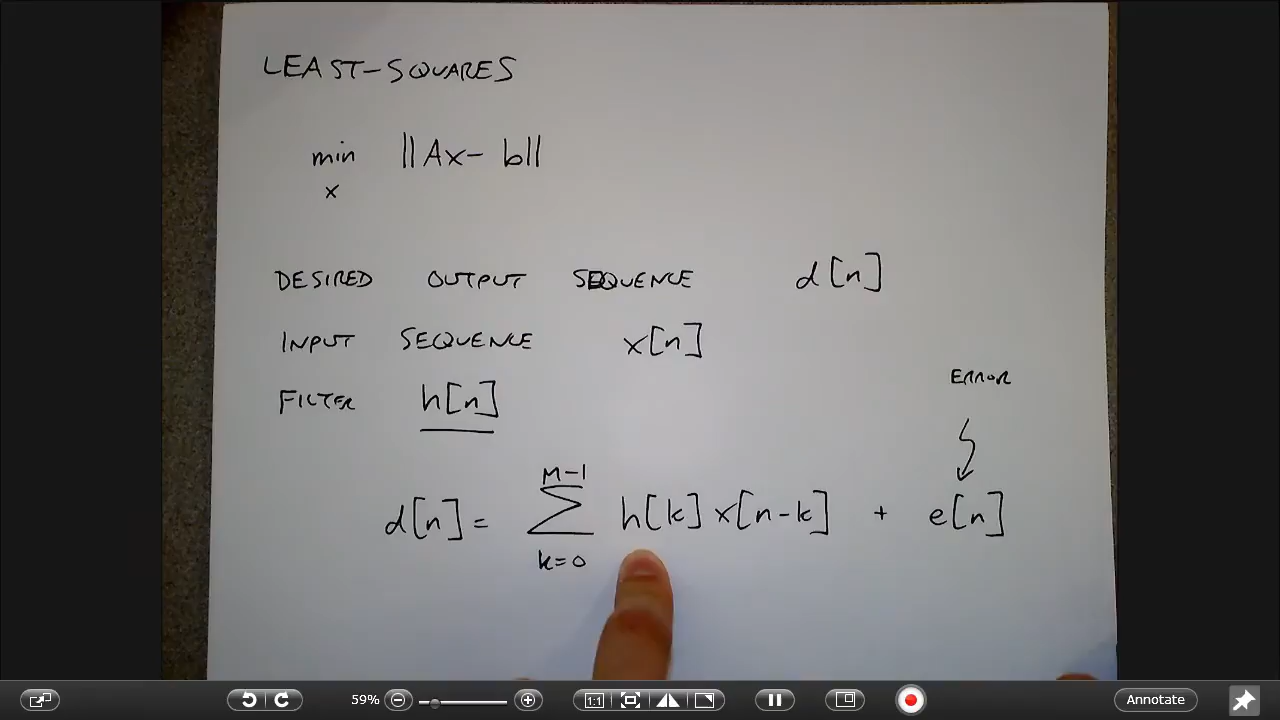 LEAST-SQUARES
min ||Ax- b||
x
DESIRED OUTPUT SEQUENCE d[n]
INPUT SEQUENCE x[n]
ERROR
FILTER h[n]
M-1
d[n] = Σ h[k] x[n-k] + e[n]
k=0
59%
1:1
Annotate